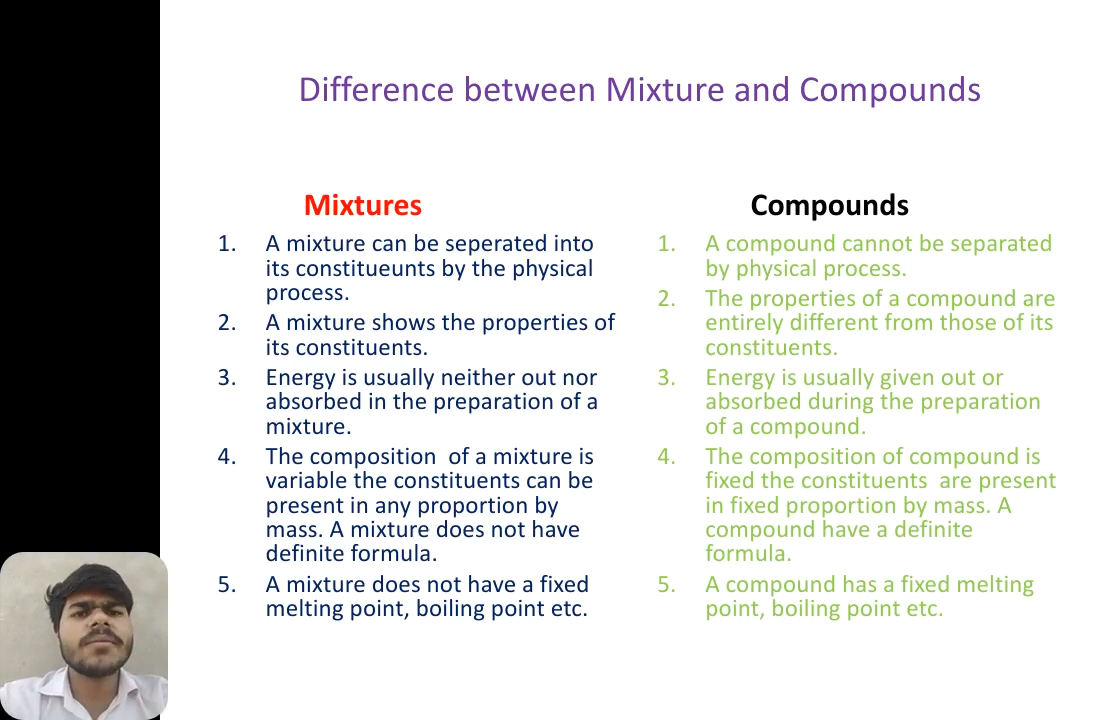 Difference between Mixture and Compounds
Mixtures
1. A mixture can be seperated into
its constitueunts by the physical
process.
2. A mixture shows the properties of
its constituents.
3. Energy is usually neither out nor
absorbed in the preparation of a
mixture.
4. The composition  of a mixture is
variable the constituents can be
present in any proportion by
mass. A mixture does not have
definite formula.
5. A mixture does not have a fixed
melting point, boiling point etc.
Compounds
1. A compound cannot be separated
by physical process.
2. The properties of a compound are
entirely different from those of its
constituents.
3. Energy is usually given out or
absorbed during the preparation
of a compound.
4. The composition of compound is
fixed the constituents  are present
in fixed proportion by mass. A
compound have a definite
formula.
5. A compound has a fixed melting
point, boiling point etc.